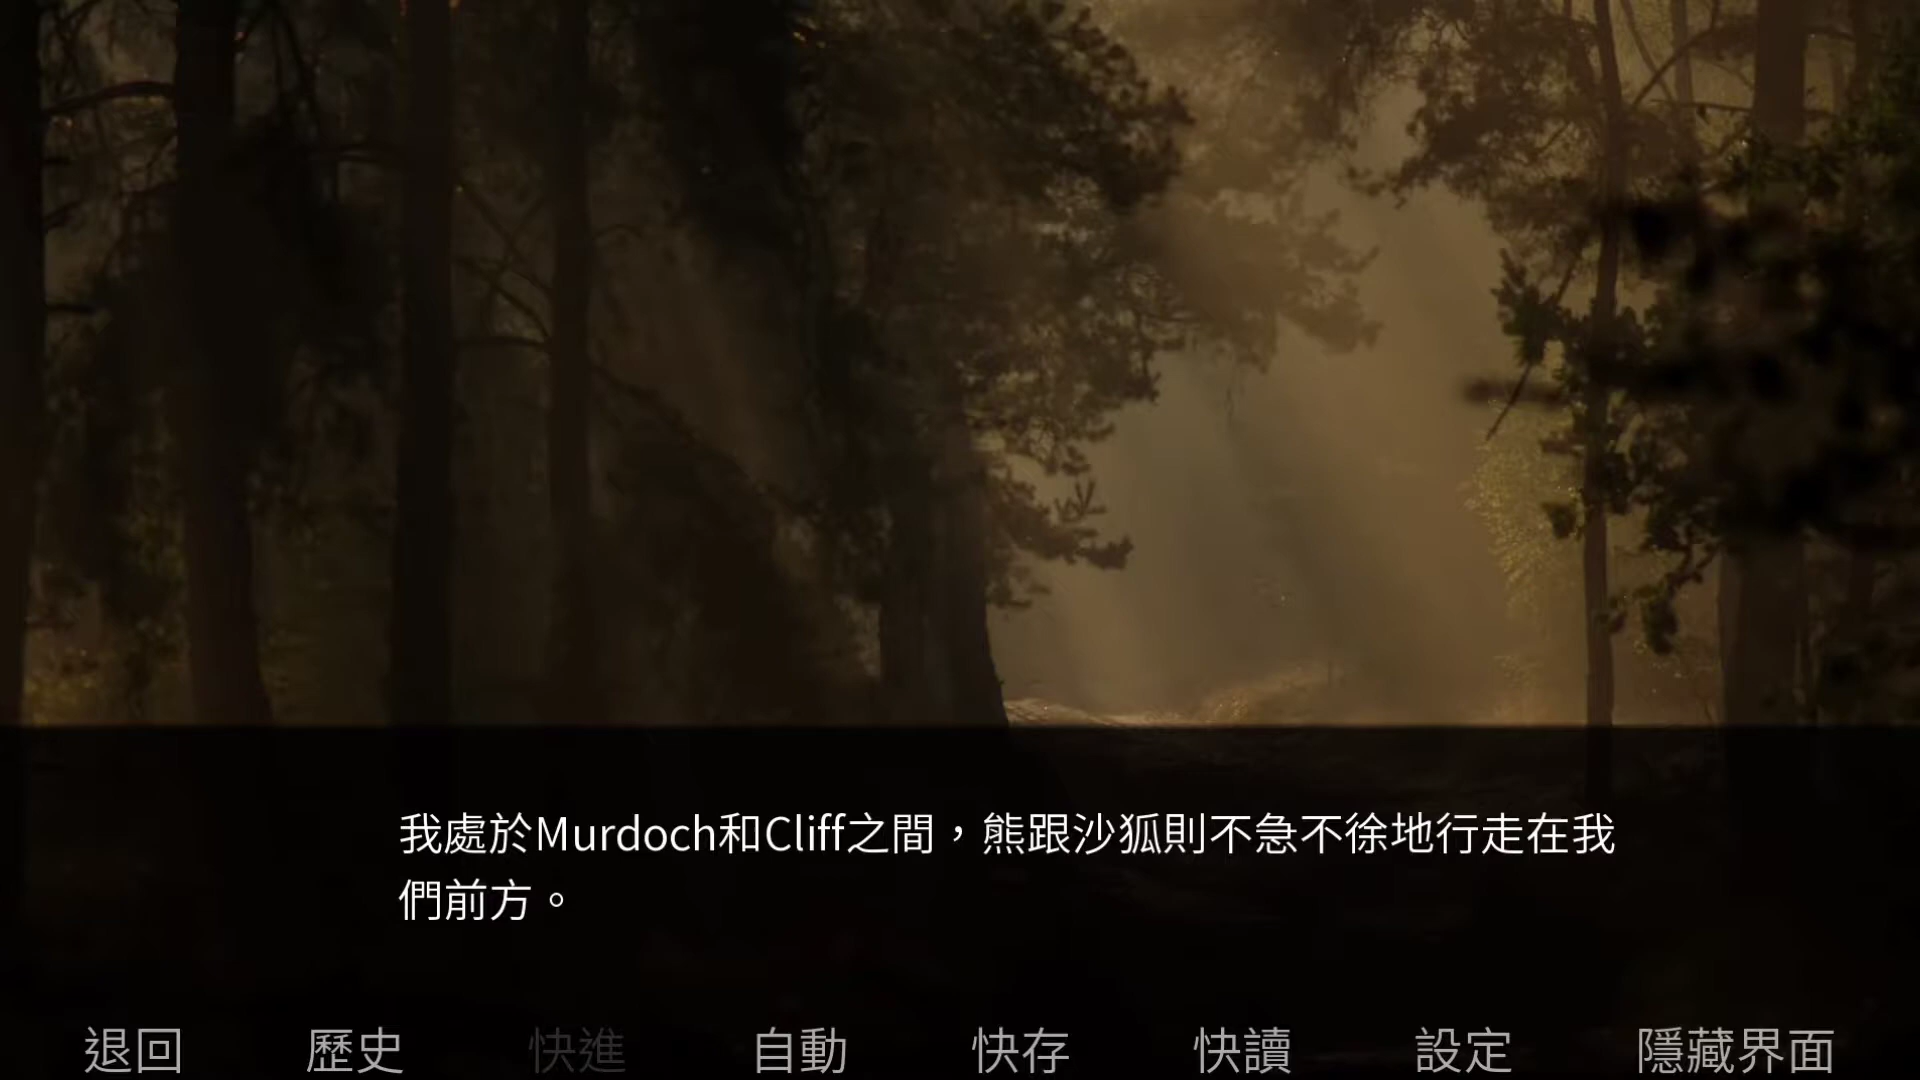 我處於Murdoch和Cliff之間，熊跟沙狐則不急不徐地行走在我
們前方。
退回 歷史 快進 自動 快存 快讀 設定 隱藏界面